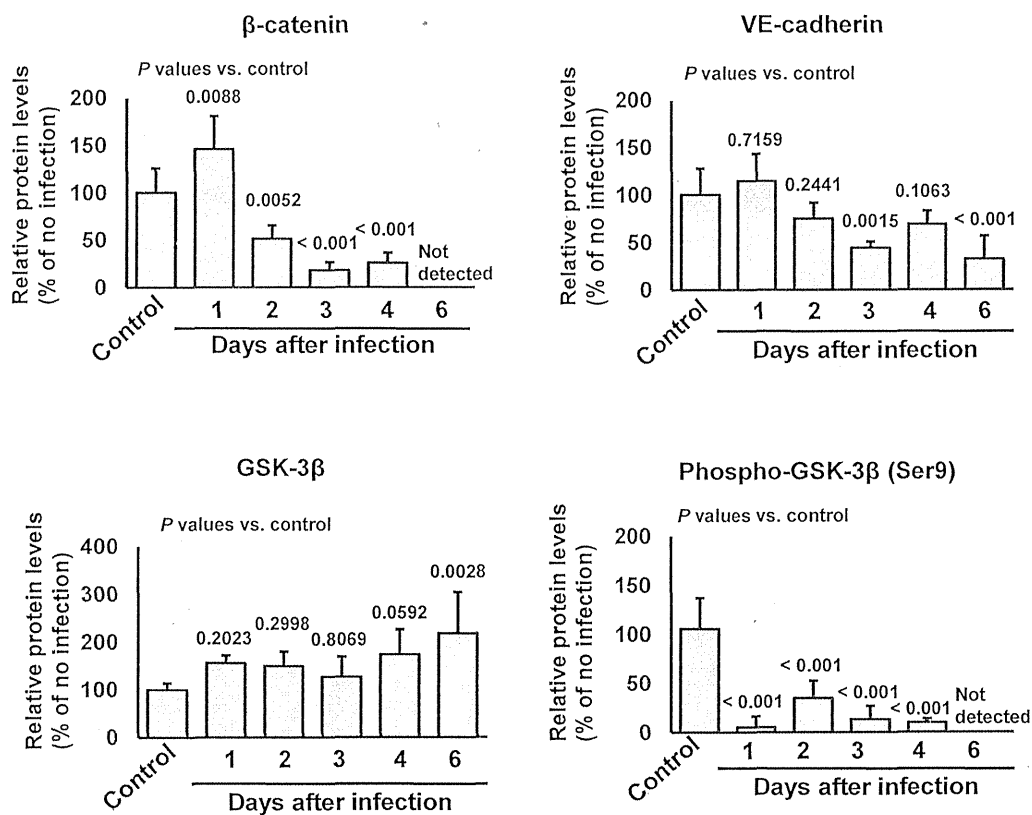 β-catenin
P values vs. control
Relative protein levels
(% of no infection)
200
150
100
50
0
0.0088
0.0052
< 0.001
< 0.001
Not
detected
Control
1 2 3 4 6
Days after infection
VE-cadherin
P values vs. control
Relative protein levels
(% of no infection)
200
150
100
50
0
0.7159
0.2441
0.0015
0.1063
< 0.001
Control
1 2 3 4 6
Days after infection
GSK-3β
P values vs. control
Relative protein levels
(% of no infection)
400
300
200
100
0
0.2023
0.2998
0.8069
0.0592
0.0028
Control
1 2 3 4 6
Days after infection
Phospho-GSK-3β (Ser9)
P values vs. control
Relative protein levels
(% of no infection)
200
150
100
50
0
< 0.001
< 0.001
< 0.001
< 0.001
Not
detected
Control
1 2 3 4 6
Days after infection